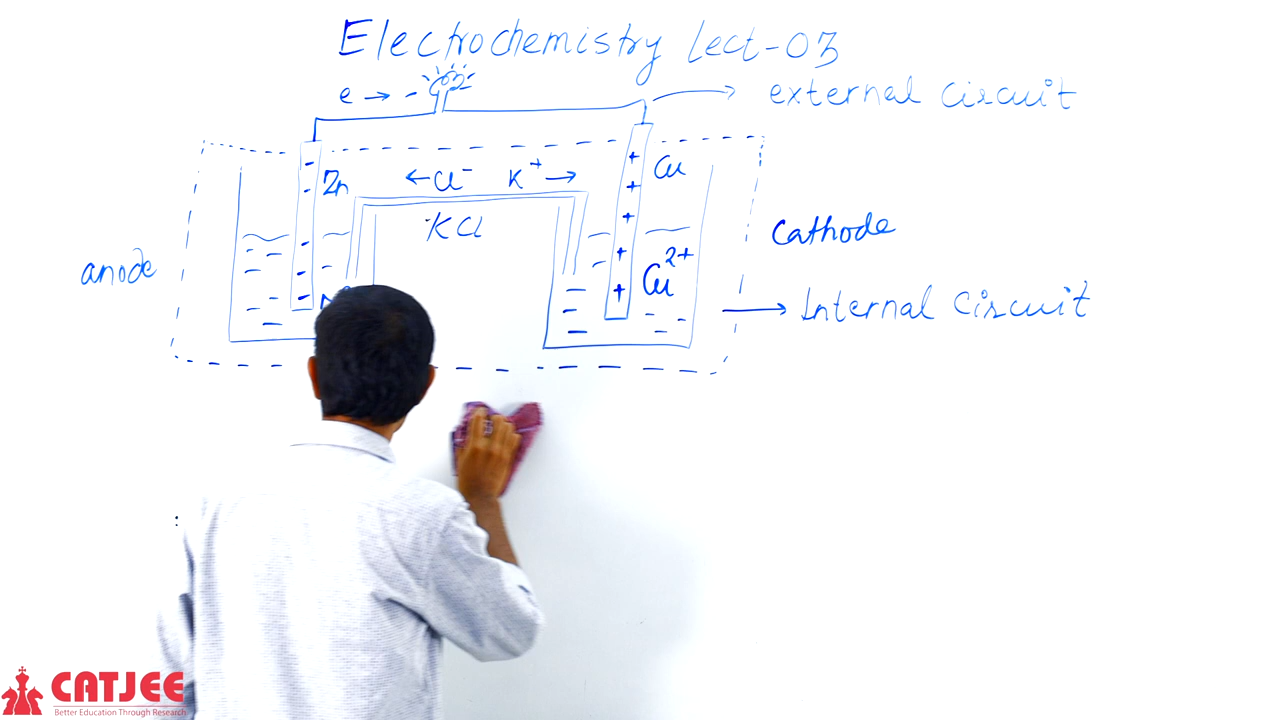 Electrochemistry Lect-03
e → -
external circuit
Zn
← Cl⁻ K⁺ →
Cu
KCl
Cathode
anode
Cu²⁺
Internal circuit
CATJEE
Better Education Through Research